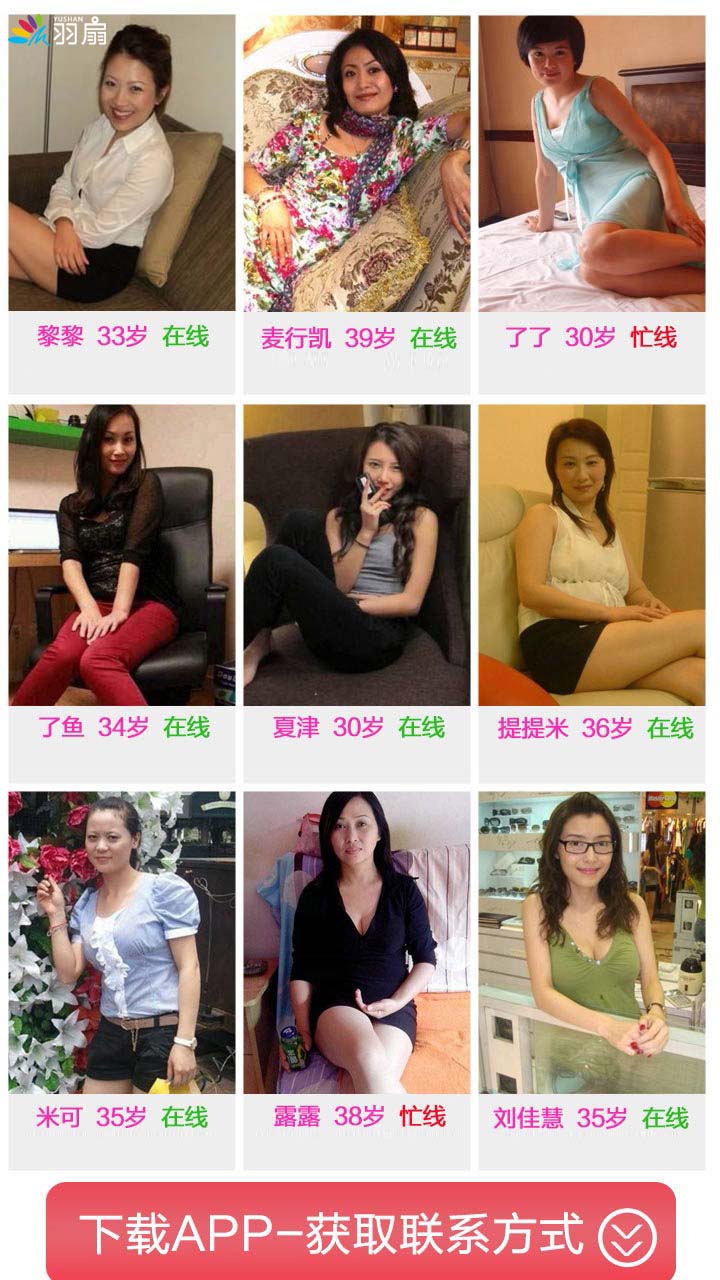 YUSHAN
羽扇
黎黎 33岁 在线
麦行凯 39岁 在线
了了 30岁 忙线
了鱼 34岁 在线
夏津 30岁 在线
提提米 36岁 在线
米可 35岁 在线
露露 38岁 忙线
刘佳慧 35岁 在线
下载APP-获取联系方式